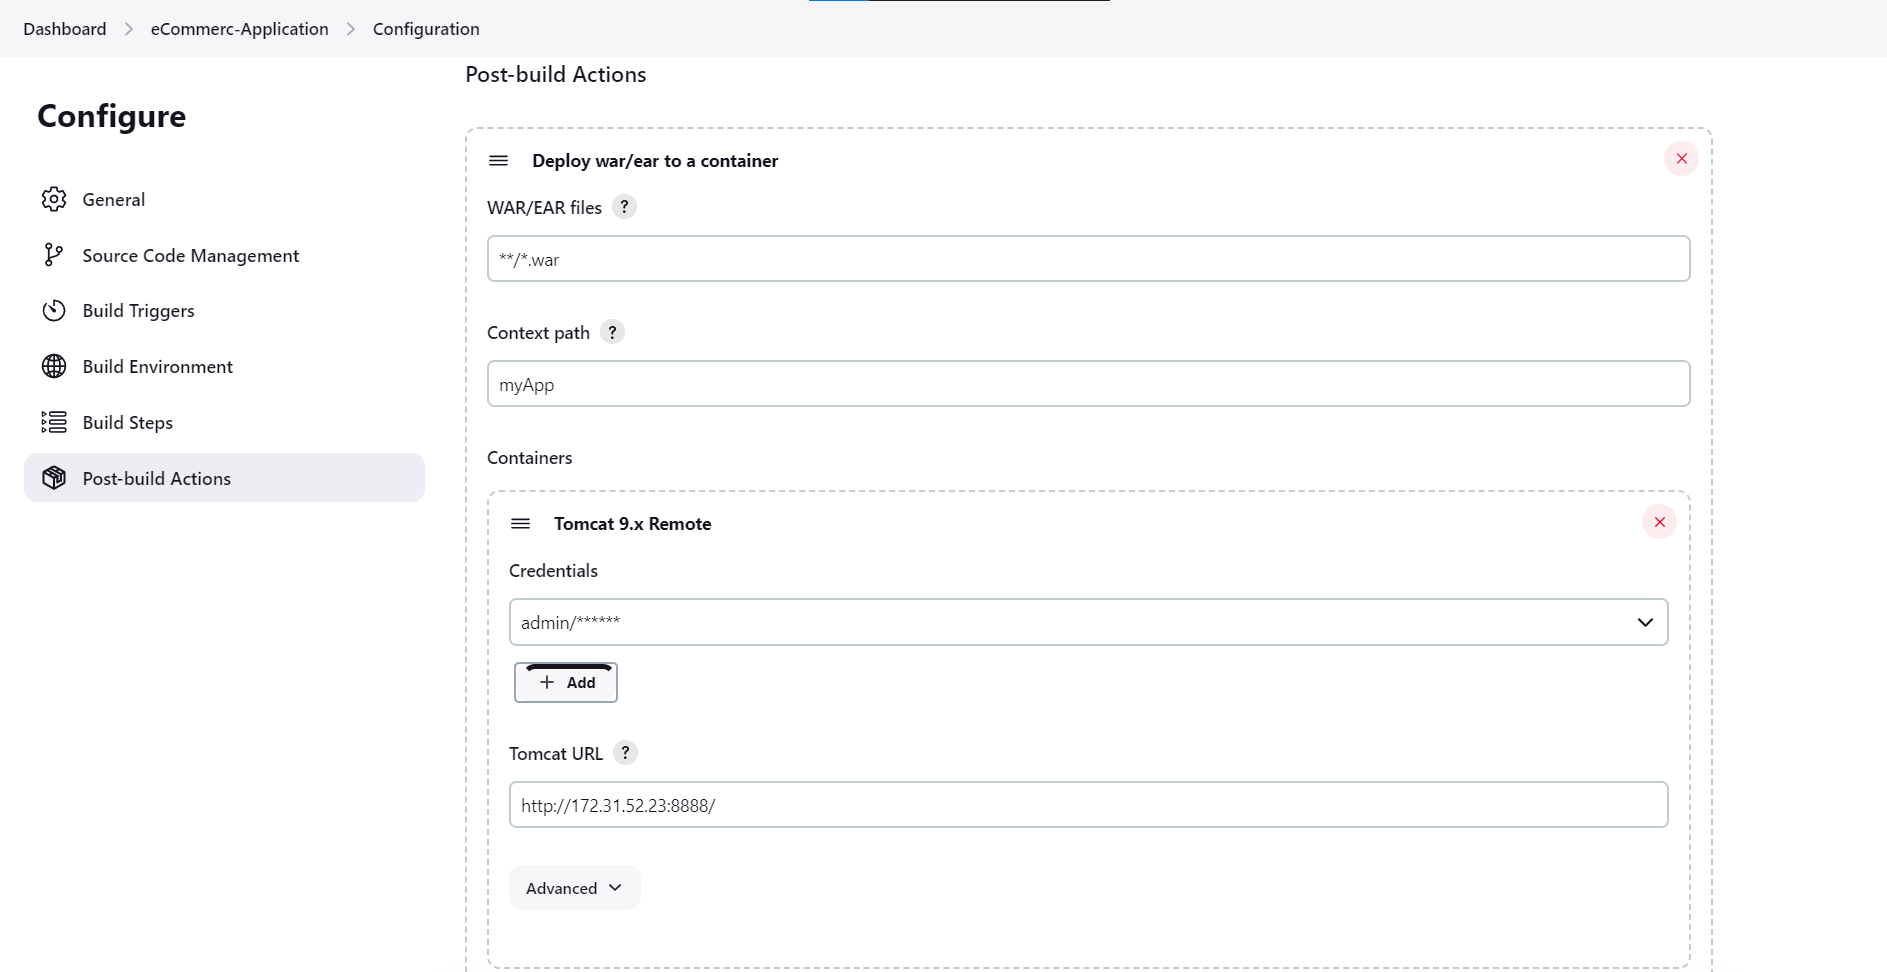 Dashboard > eCommerc-Application > Configuration
Configure
General
Source Code Management
Build Triggers
Build Environment
Build Steps
Post-build Actions
Post-build Actions
Deploy war/ear to a container
WAR/EAR files ?
**/*.war
Context path ?
myApp
Containers
Tomcat 9.x Remote
Credentials
admin/******
+ Add
Tomcat URL ?
http://172.31.52.23:8888/
Advanced